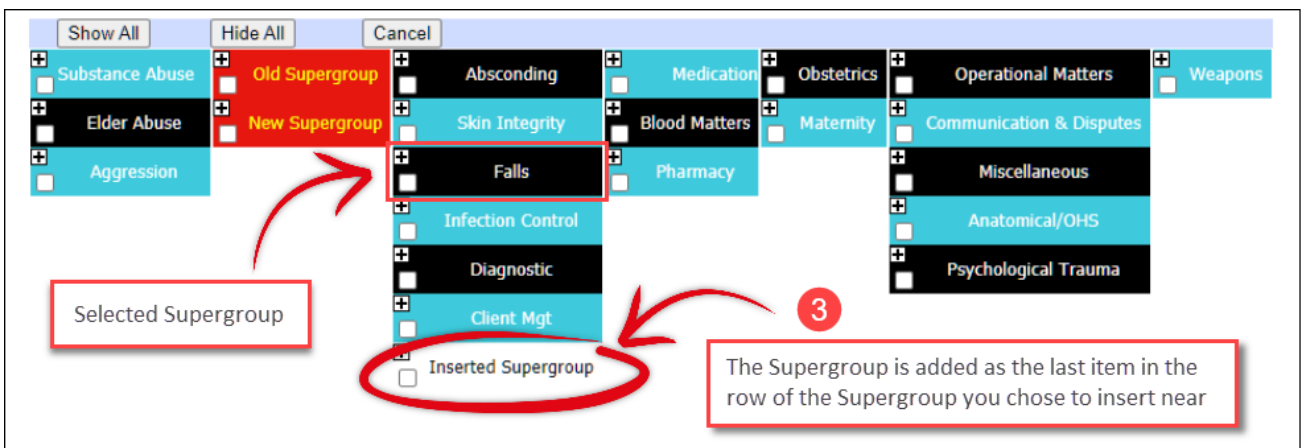 Show All Hide All Cancel
Substance Abuse Old Supergroup Absconding Medication Obstetrics Operational Matters Weapons
Elder Abuse New Supergroup Skin Integrity Blood Matters Maternity Communication & Disputes
Aggression Falls Pharmacy Miscellaneous
Infection Control Anatomical/OHS
Diagnostic Psychological Trauma
Selected Supergroup
Client Mgt
3
Inserted Supergroup
The Supergroup is added as the last item in the
row of the Supergroup you chose to insert near